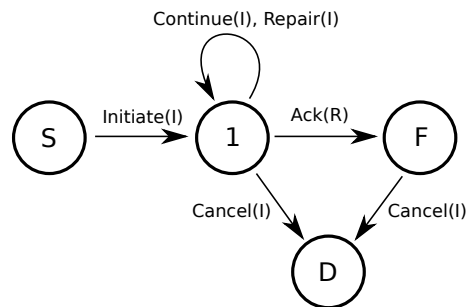 Continue(I), Repair(I)
Initiate(I)
Ack(R)
S
1
F
Cancel(I)
Cancel(I)
D